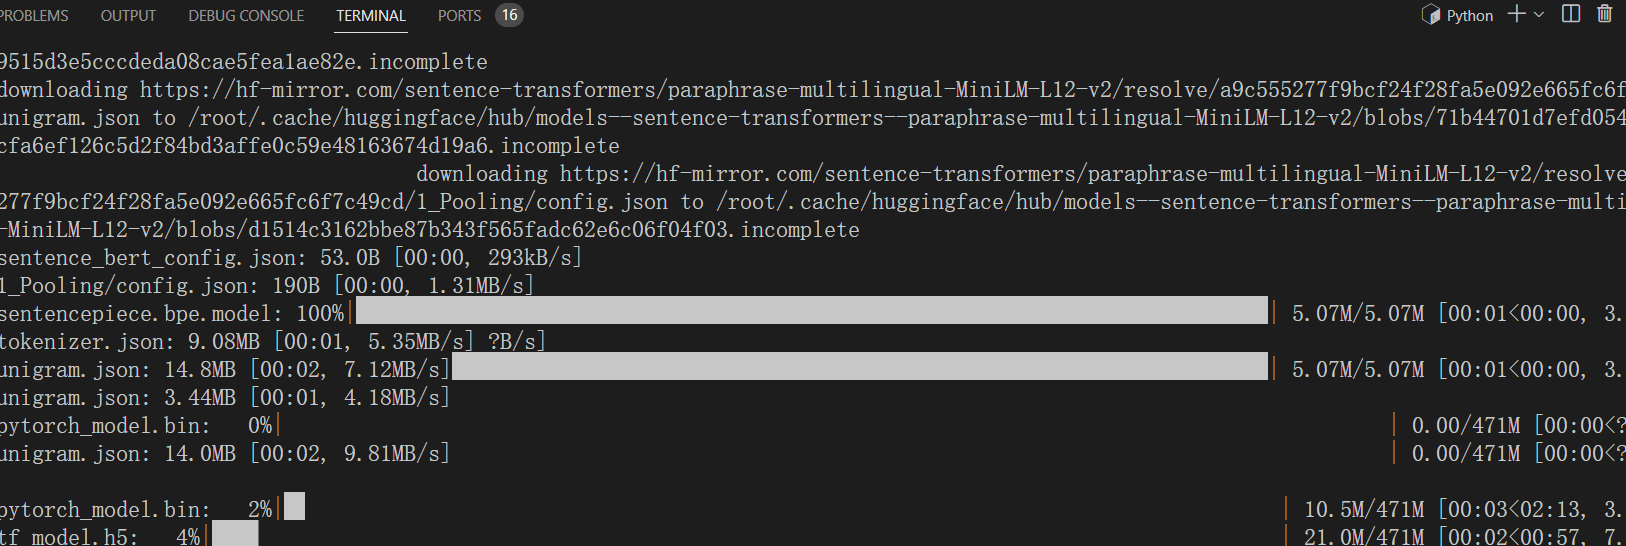 PROBLEMS OUTPUT DEBUG CONSOLE TERMINAL PORTS 16 Python
9515d3e5cccdeda08cae5fea1ae82e.incomplete
downloading https://hf-mirror.com/sentence-transformers/paraphrase-multilingual-MiniLM-L12-v2/resolve/a9c555277f9bcf24f28fa5e092e665fc6f
unigram.json to /root/.cache/huggingface/hub/models--sentence-transformers--paraphrase-multilingual-MiniLM-L12-v2/blobs/71b44701d7efd054
cfa6ef126c5d2f84bd3affe0c59e48163674d19a6.incomplete
downloading https://hf-mirror.com/sentence-transformers/paraphrase-multilingual-MiniLM-L12-v2/resolve
277f9bcf24f28fa5e092e665fc6f7c49cd/1_Pooling/config.json to /root/.cache/huggingface/hub/models--sentence-transformers--paraphrase-multi
-MiniLM-L12-v2/blobs/d1514c3162bbe87b343f565fadc62e6c06f04f03.incomplete
sentence_bert_config.json: 53.0B [00:00, 293kB/s]
1_Pooling/config.json: 190B [00:00, 1.31MB/s]
sentencepiece.bpe.model: 100%| | 5.07M/5.07M [00:01<00:00, 3.
tokenizer.json: 9.08MB [00:01, 5.35MB/s] ?B/s]
unigram.json: 14.8MB [00:02, 7.12MB/s] | 5.07M/5.07M [00:01<00:00, 3.
unigram.json: 3.44MB [00:01, 4.18MB/s]
pytorch_model.bin: 0%| | 0.00/471M [00:00<?
unigram.json: 14.0MB [00:02, 9.81MB/s] | 0.00/471M [00:00<?
pytorch_model.bin: 2%| | 10.5M/471M [00:03<02:13, 3.
tf_model.h5: 4%| | 21.0M/471M [00:02<00:57, 7.